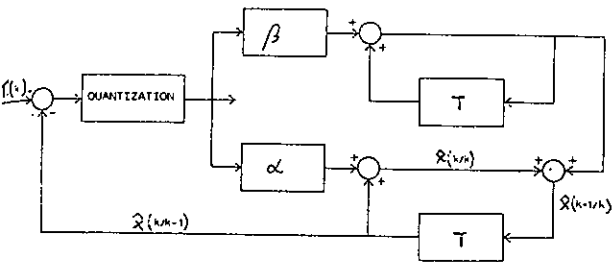 β
+
+
T
Γ(k)
-
QUANTIZATION
α
+
+
x̂(k/k)
+
+
x̂(k+1/k)
x̂(k/k-1)
T